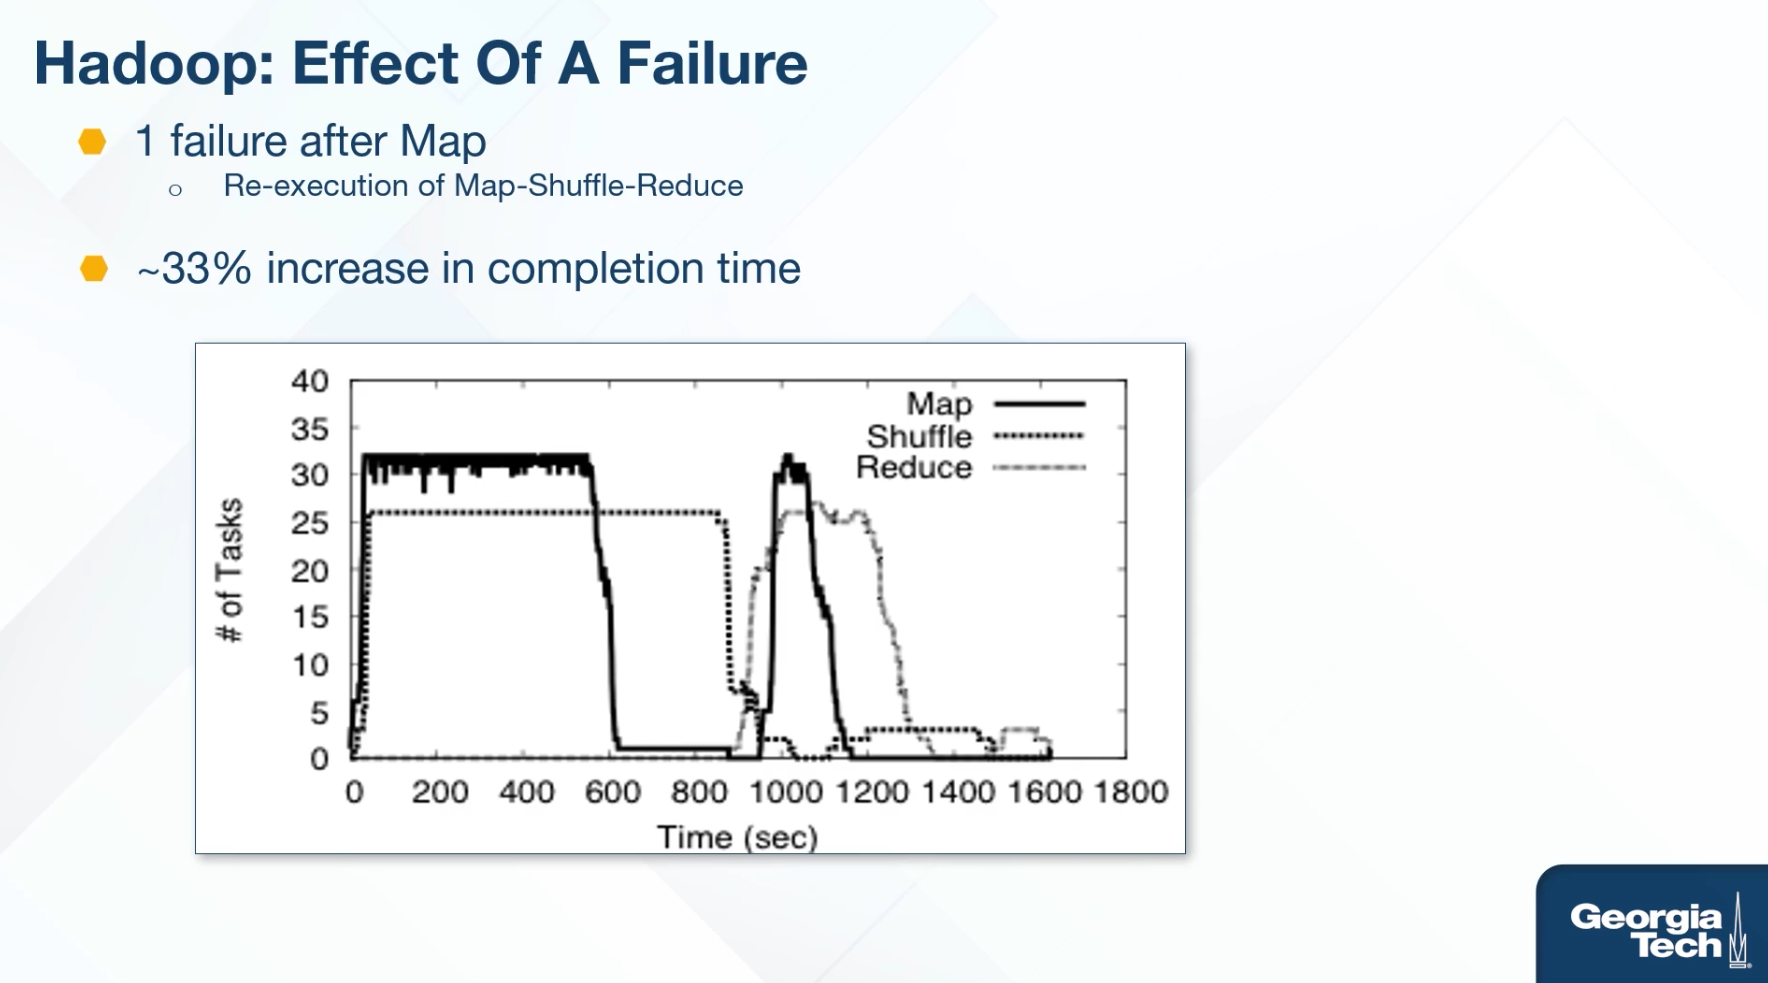 Hadoop: Effect Of A Failure
1 failure after Map
Re-execution of Map-Shuffle-Reduce
~33% increase in completion time
40
35
30
25
20
15
10
5
0
# of Tasks
Map
Shuffle
Reduce
0 200 400 600 800 1000 1200 1400 1600 1800
Time (sec)
Georgia
Tech